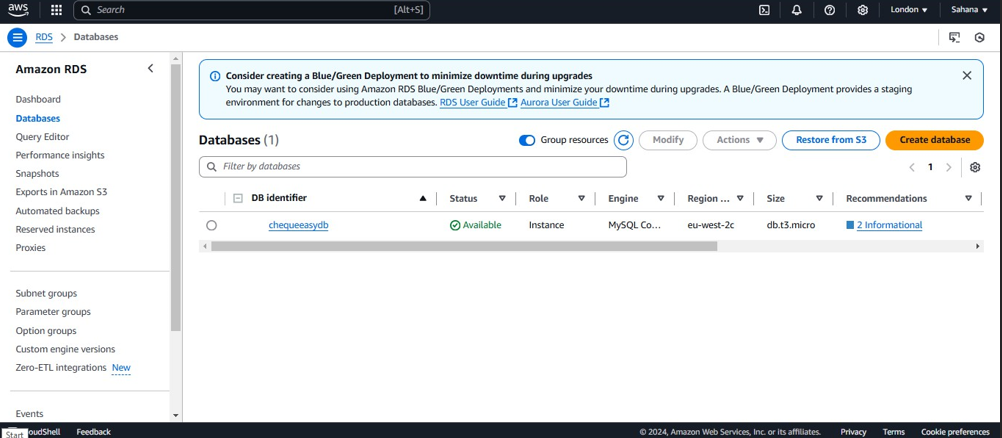 aws
Search [Alt+S] London Sahana
RDS > Databases
Amazon RDS
Dashboard
Databases
Query Editor
Performance insights
Snapshots
Exports in Amazon S3
Automated backups
Reserved instances
Proxies
Subnet groups
Parameter groups
Option groups
Custom engine versions
Zero-ETL integrations New
Events
Consider creating a Blue/Green Deployment to minimize downtime during upgrades
You may want to consider using Amazon RDS Blue/Green Deployments and minimize your downtime during upgrades. A Blue/Green Deployment provides a staging
environment for changes to production databases. RDS User Guide Aurora User Guide
Databases (1) Group resources Modify Actions Restore from S3 Create database
Filter by databases 1
DB identifier Status Role Engine Region ... Size Recommendations
chequeeasydb Available Instance MySQL Co... eu-west-2c db.t3.micro 2 Informational
Start
oudShell Feedback © 2024, Amazon Web Services, Inc. or its affiliates. Privacy Terms Cookie preferences